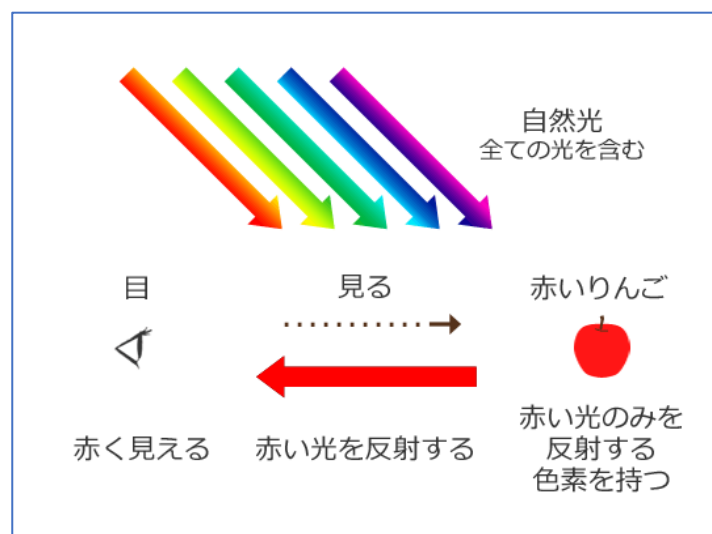 自然光
全ての光を含む
目
見る
赤いりんご
赤く見える
赤い光を反射する
赤い光のみを
反射する
色素を持つ